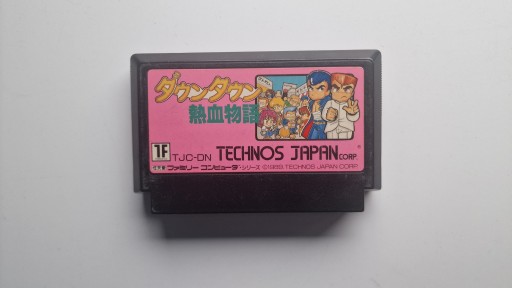 ダウンタウン
熱血物語
1F TJC-DN TECHNOS JAPAN CORP.
ファミリー コンピュータ・シリーズ ©1989 TECHNOS JAPAN CORP.